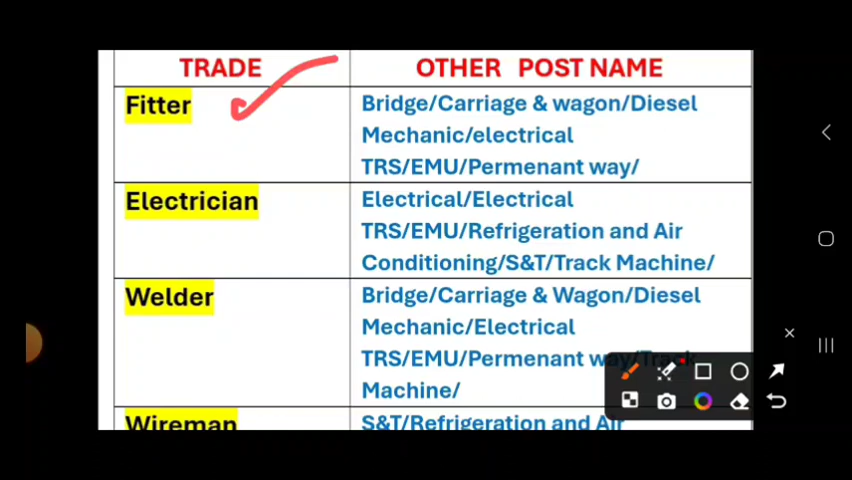 TRADE OTHER POST NAME
Fitter Bridge/Carriage & wagon/Diesel
Mechanic/electrical
TRS/EMU/Permenant way/
Electrician Electrical/Electrical
TRS/EMU/Refrigeration and Air
Conditioning/S&T/Track Machine/
Welder Bridge/Carriage & Wagon/Diesel
Mechanic/Electrical
TRS/EMU/Permenant way/Track
Machine/
Wireman S&T/Refrigeration and Air